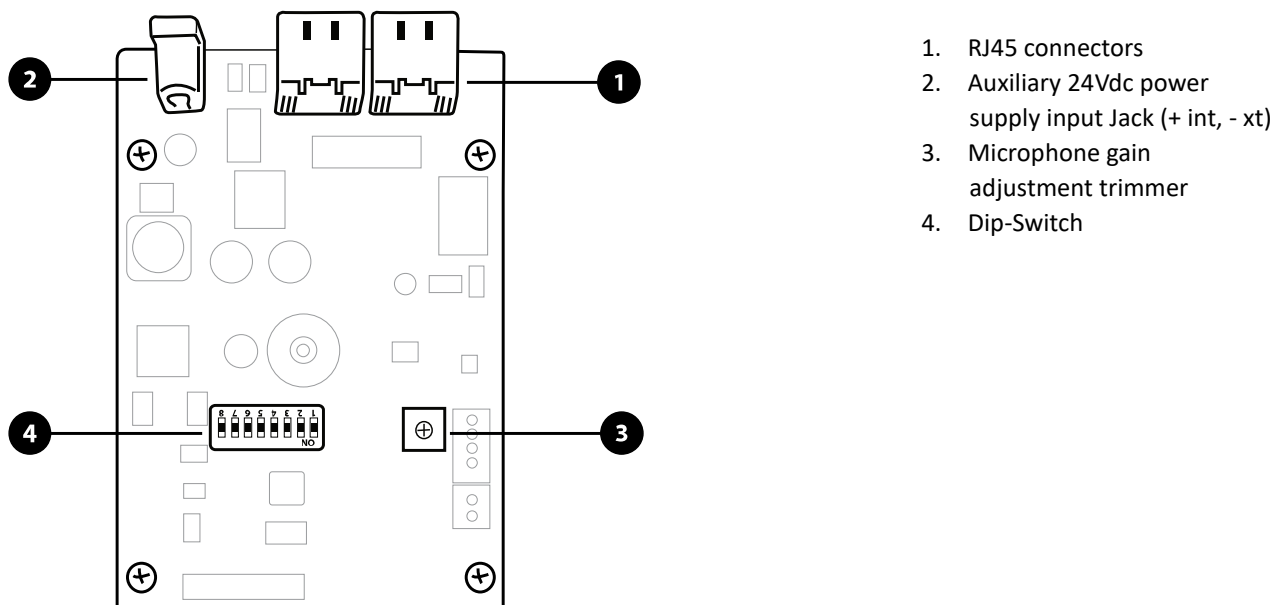 2
1
1. RJ45 connectors
2. Auxiliary 24Vdc power
supply input Jack (+ int, - xt)
3. Microphone gain
adjustment trimmer
4. Dip-Switch
4
8 7 6 5 4 3 2 1
ON
3